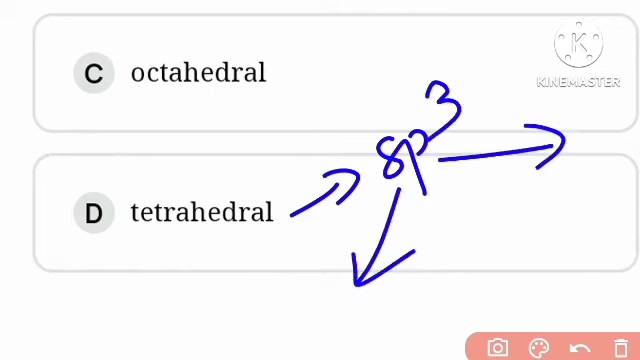 C octahedral
K
KINEMASTER
sp3
D tetrahedral